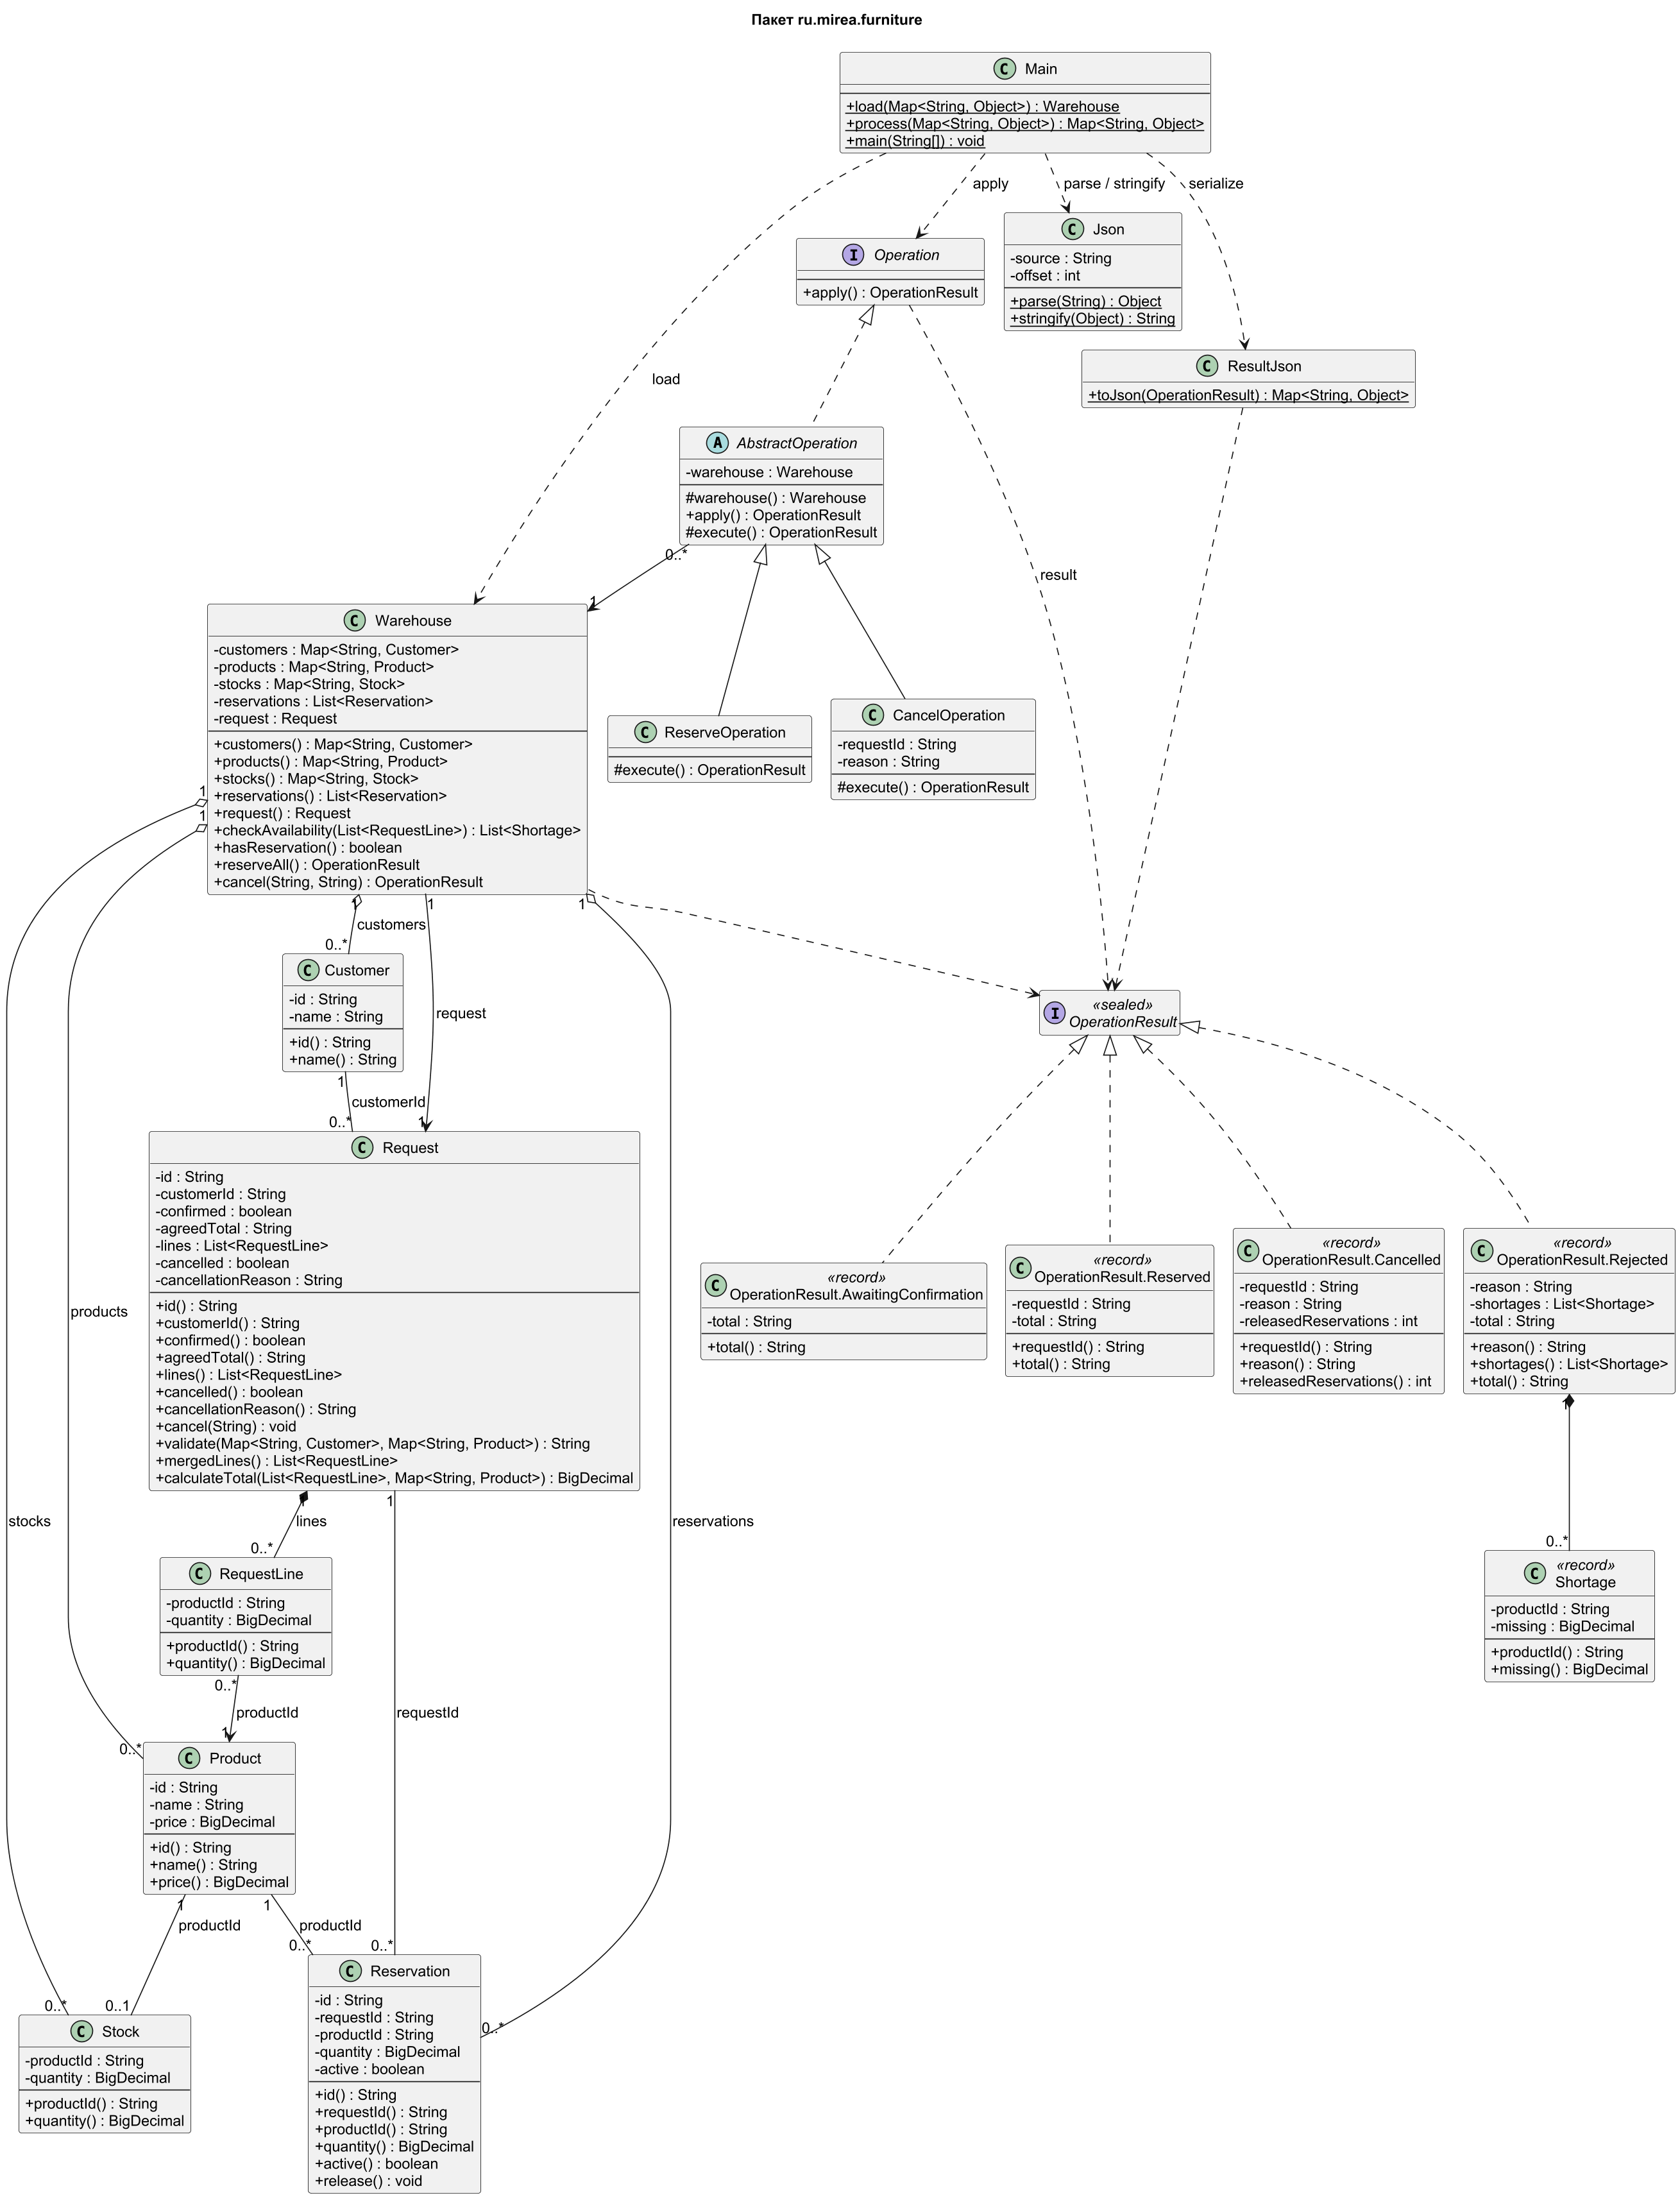 Пакет ru.mirea.furniture
C Main
+load(Map<String, Object>) : Warehouse
+process(Map<String, Object>) : Map<String, Object>
+main(String[]) : void
apply
parse / stringify
serialize
C Json
-source : String
-offset : int
+parse(String) : Object
+stringify(Object) : String
I Operation
+apply() : OperationResult
C ResultJson
+toJson(OperationResult) : Map<String, Object>
load
A AbstractOperation
-warehouse : Warehouse
#warehouse() : Warehouse
+apply() : OperationResult
#execute() : OperationResult
0..*
1
result
C Warehouse
-customers : Map<String, Customer>
-products : Map<String, Product>
-stocks : Map<String, Stock>
-reservations : List<Reservation>
-request : Request
+customers() : Map<String, Customer>
+products() : Map<String, Product>
+stocks() : Map<String, Stock>
+reservations() : List<Reservation>
+request() : Request
+checkAvailability(List<RequestLine>) : List<Shortage>
+hasReservation() : boolean
+reserveAll() : OperationResult
+cancel(String, String) : OperationResult
C ReserveOperation
#execute() : OperationResult
C CancelOperation
-requestId : String
-reason : String
#execute() : OperationResult
1
1
1
1
1
customers
0..*
C Customer
-id : String
-name : String
+id() : String
+name() : String
request
I «sealed»
OperationResult
1
customerId
0..*
1
C Request
-id : String
-customerId : String
-confirmed : boolean
-agreedTotal : String
-lines : List<RequestLine>
-cancelled : boolean
-cancellationReason : String
+id() : String
+customerId() : String
+confirmed() : boolean
+agreedTotal() : String
+lines() : List<RequestLine>
+cancelled() : boolean
+cancellationReason() : String
+cancel(String) : void
+validate(Map<String, Customer>, Map<String, Product>) : String
+mergedLines() : List<RequestLine>
+calculateTotal(List<RequestLine>, Map<String, Product>) : BigDecimal
C «record»
OperationResult.AwaitingConfirmation
-total : String
+total() : String
C «record»
OperationResult.Reserved
-requestId : String
-total : String
+requestId() : String
+total() : String
C «record»
OperationResult.Cancelled
-requestId : String
-reason : String
-releasedReservations : int
+requestId() : String
+reason() : String
+releasedReservations() : int
C «record»
OperationResult.Rejected
-reason : String
-shortages : List<Shortage>
-total : String
+reason() : String
+shortages() : List<Shortage>
+total() : String
products
1
0..*
C «record»
Shortage
-productId : String
-missing : BigDecimal
+productId() : String
+missing() : BigDecimal
stocks
1
lines
0..*
1
reservations
C RequestLine
-productId : String
-quantity : BigDecimal
+productId() : String
+quantity() : BigDecimal
0..*
productId
1
requestId
0..*
C Product
-id : String
-name : String
-price : BigDecimal
+id() : String
+name() : String
+price() : BigDecimal
1
productId
1
productId
0..*
0..*
0..*
0..1
0..*
C Stock
-productId : String
-quantity : BigDecimal
+productId() : String
+quantity() : BigDecimal
C Reservation
-id : String
-requestId : String
-productId : String
-quantity : BigDecimal
-active : boolean
+id() : String
+requestId() : String
+productId() : String
+quantity() : BigDecimal
+active() : boolean
+release() : void